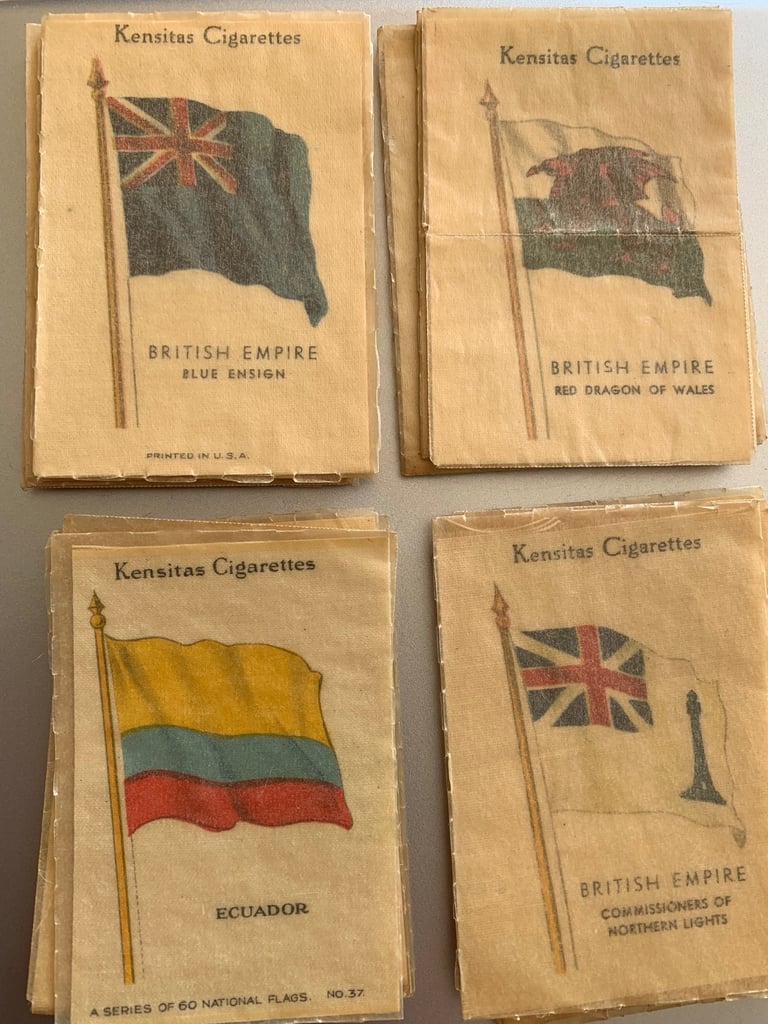 Kensitas Cigarettes
BRITISH EMPIRE
BLUE ENSIGN
PRINTED IN U.S.A.
Kensitas Cigarettes
BRITISH EMPIRE
RED DRAGON OF WALES
Kensitas Cigarettes
ECUADOR
A SERIES OF 60 NATIONAL FLAGS. NO.37.
Kensitas Cigarettes
BRITISH EMPIRE
COMMISSIONERS OF
NORTHERN LIGHTS